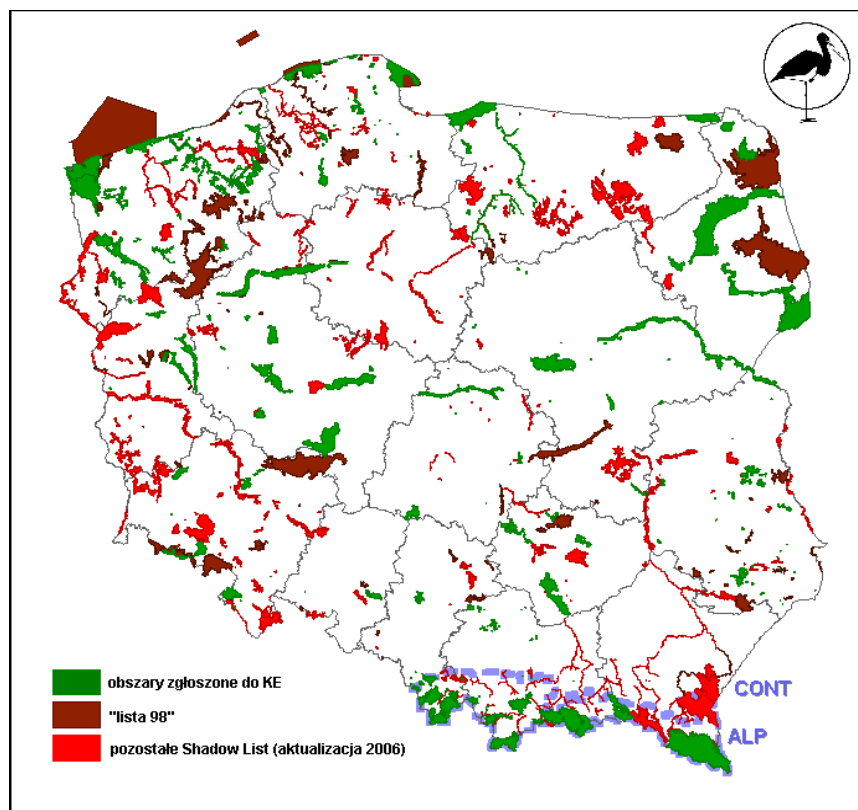 CONT
ALP
obszary zgłoszone do KE
"lista 98"
pozostałe Shadow List (aktualizacja 2006)